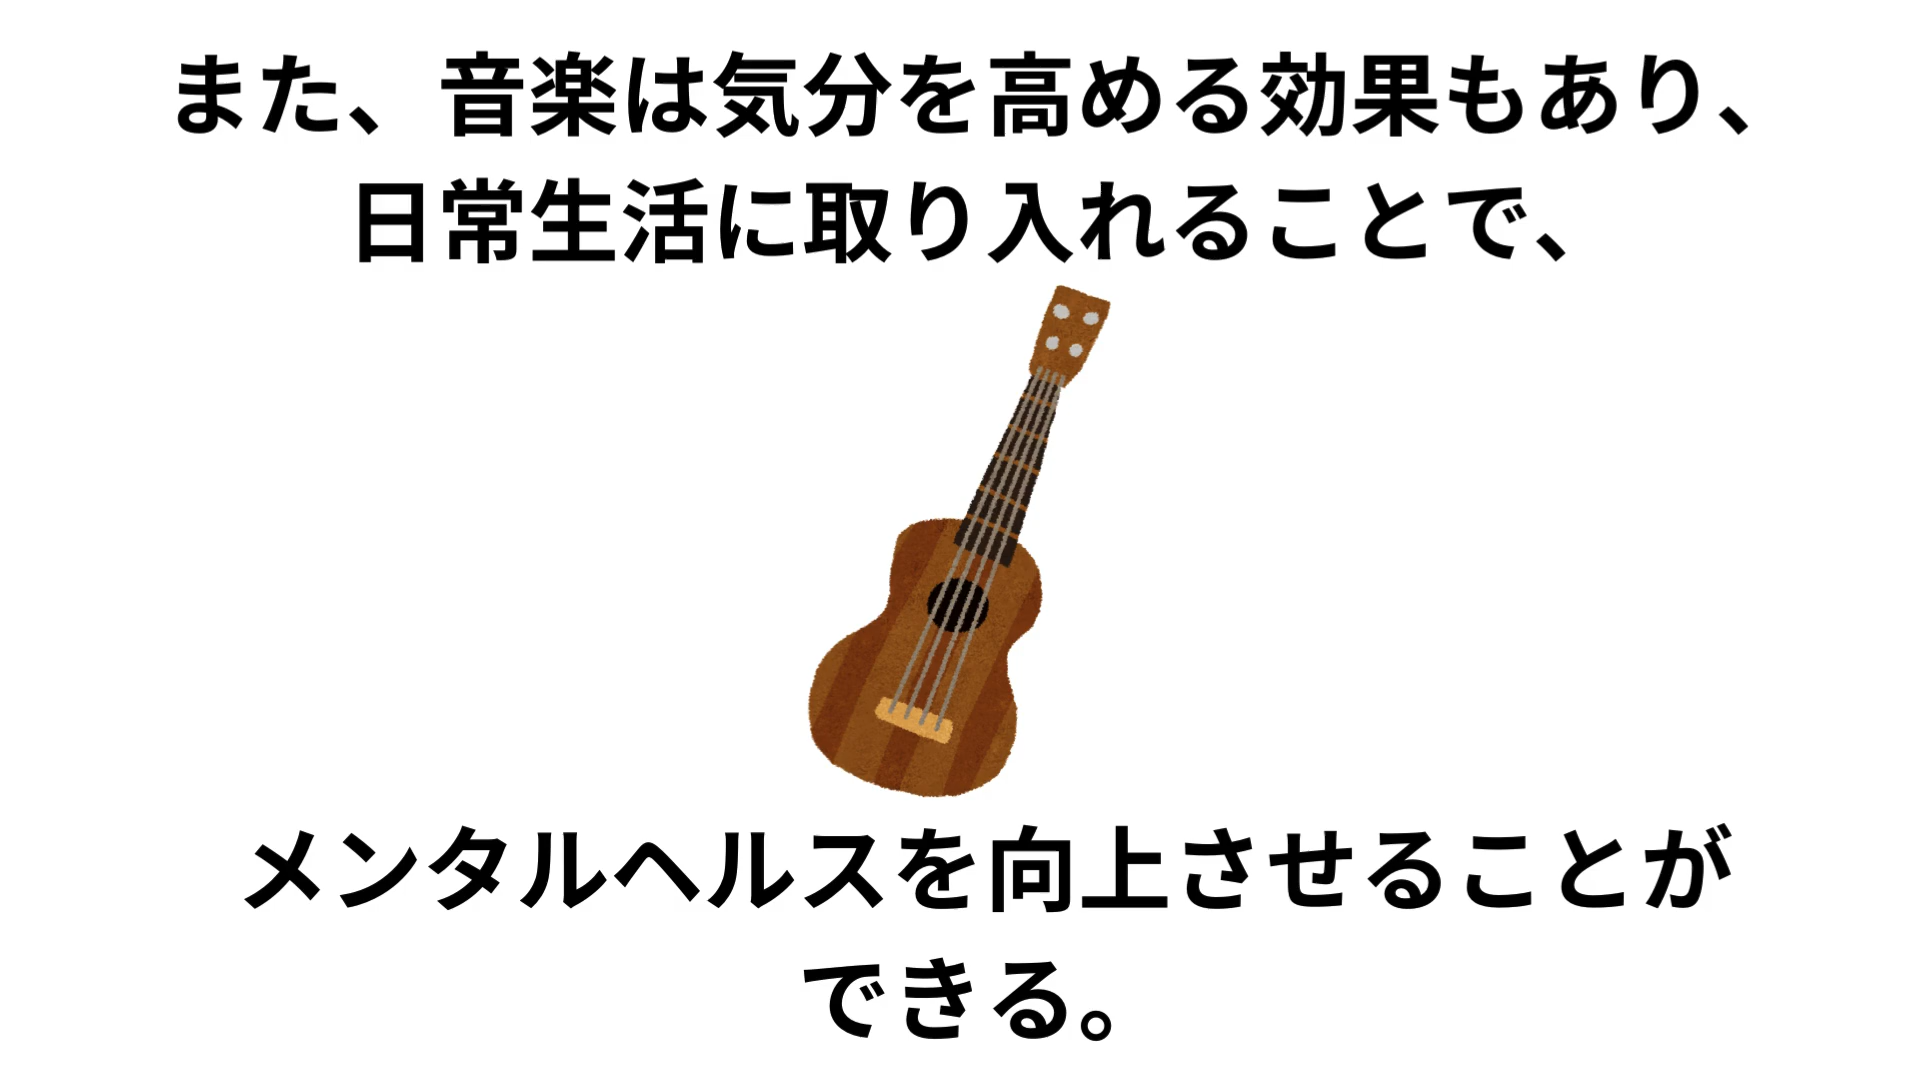 また、音楽は気分を高める効果もあり、
日常生活に取り入れることで、
メンタルヘルスを向上させることが
できる。